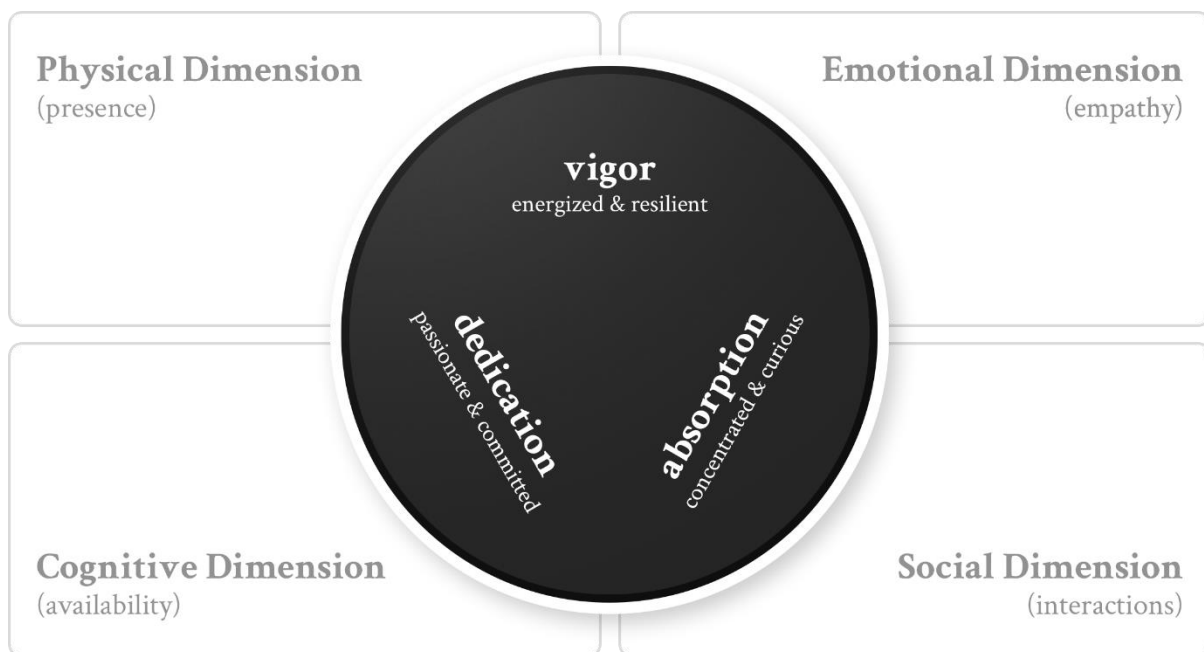 Physical Dimension
(presence)
Emotional Dimension
(empathy)
vigor
energized & resilient
dedication
passionate & committed
absorption
concentrated & curious
Cognitive Dimension
(availability)
Social Dimension
(interactions)